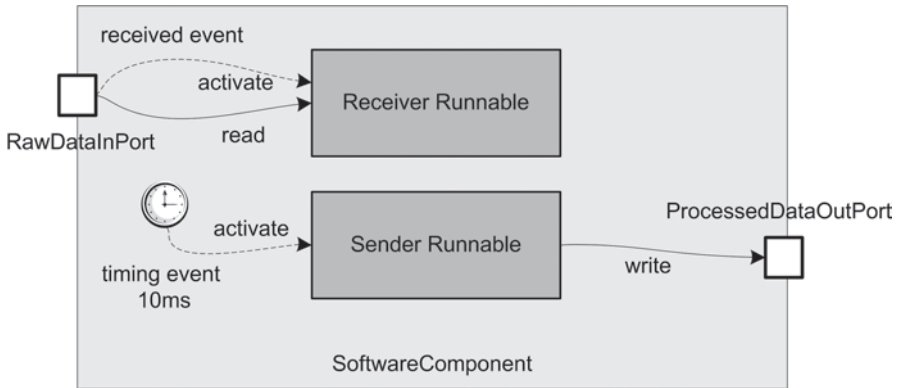 received event
activate
Receiver Runnable
RawDataInPort
read
ProcessedDataOutPort
activate
Sender Runnable
write
timing event
10ms
SoftwareComponent